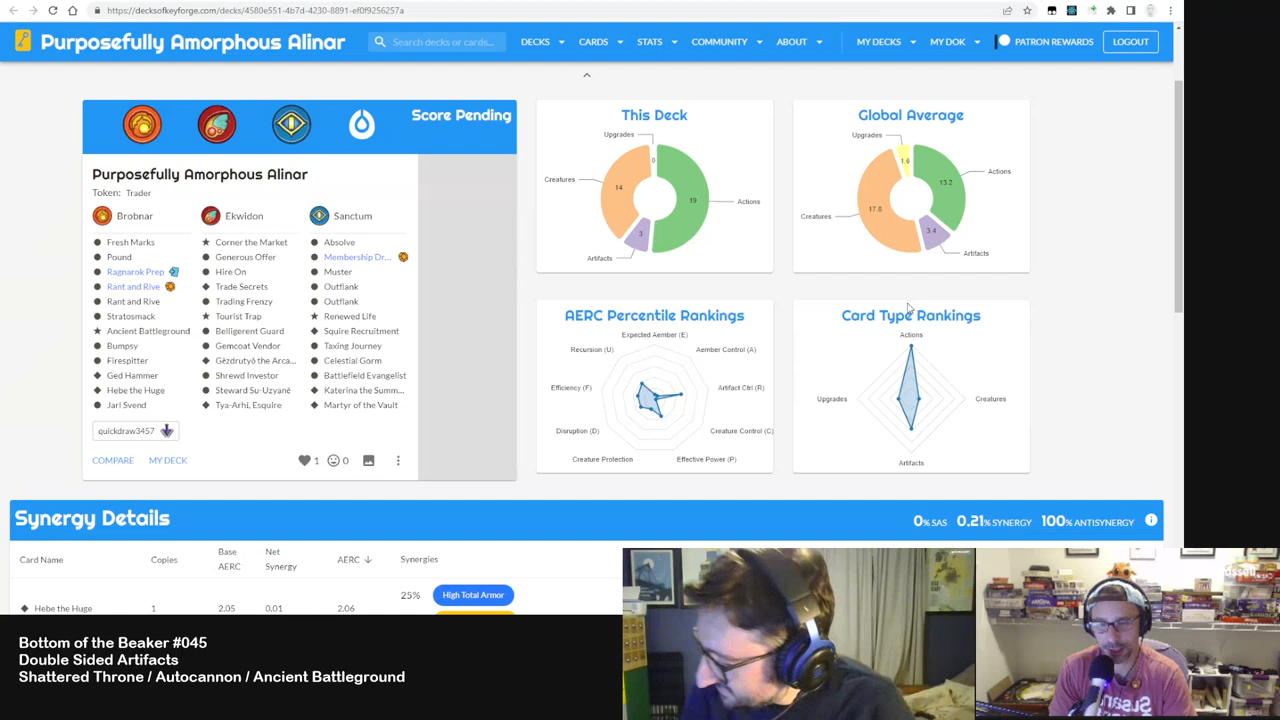 https://decksofkeyforge.com/decks/4580e551-4b7d-4230-8891-ef0f9256257a
Purposefully Amorphous Alinar
Search decks or cards...
DECKS
CARDS
STATS
COMMUNITY
ABOUT
MY DECKS
MY DOK
PATRON REWARDS
LOGOUT
Score Pending
Purposefully Amorphous Alinar
Token: Trader
Brobnar
Fresh Marks
Pound
Ragnarok Prep
Rant and Rive
Rant and Rive
Stratosmack
Ancient Battleground
Bumpsy
Firespitter
Ged Hammer
Hebe the Huge
Jarl Svend
Ekwidon
Corner the Market
Generous Offer
Hire On
Trade Secrets
Trading Frenzy
Tourist Trap
Belligerent Guard
Gemcoat Vendor
Gèzdrutyŏ the Arca...
Shrewd Investor
Steward Su-Uzyanè
Tya-Arhi, Esquire
Sanctum
Absolve
Membership Dr...
Muster
Outflank
Outflank
Renewed Life
Squire Recruitment
Taxing Journey
Celestial Gorm
Battlefield Evangelist
Katerina the Summ...
Martyr of the Vault
quickdraw3457
COMPARE
MY DECK
1
0
This Deck
Upgrades
0
Creatures
14
19
Actions
3
Artifacts
Global Average
Upgrades
1.6
Actions
13.2
Creatures
17.8
3.4
Artifacts
AERC Percentile Rankings
Expected Aember (E)
Recursion (U)
Aember Control (A)
Efficiency (F)
Artifact Ctrl (R)
Disruption (D)
Creature Control (C)
Creature Protection
Effective Power (P)
Card Type Rankings
Actions
Upgrades
Creatures
Artifacts
Synergy Details
0% SAS 0.21% SYNERGY 100% ANTISYNERGY
Card Name
Copies
Base AERC
Net Synergy
AERC
Synergies
Hebe the Huge
1
2.05
0.01
2.06
25%
High Total Armor
Bottom of the Beaker #045
Double Sided Artifacts
Shattered Throne / Autocannon / Ancient Battleground